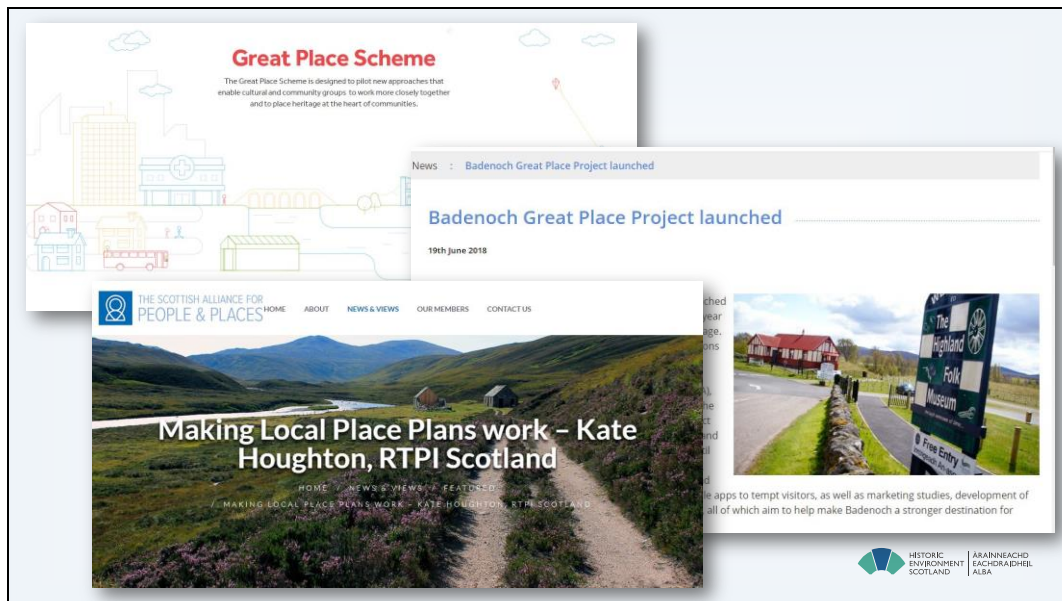 Great Place Scheme
The Great Place Scheme is designed to pilot new approaches that
enable cultural and community groups to work more closely together
and to place heritage at the heart of communities.
News : Badenoch Great Place Project launched
Badenoch Great Place Project launched
19th June 2018
year
age.
ons
The
Highland
Folk
Museum
Free Entry
le apps to tempt visitors, as well as marketing studies, development of
all of which aim to help make Badenoch a stronger destination for
THE SCOTTISH ALLIANCE FOR
PEOPLE & PLACES
HOME ABOUT NEWS & VIEWS OUR MEMBERS CONTACT US
Making Local Place Plans work – Kate
Houghton, RTPI Scotland
HOME / NEWS & VIEWS / FEATURED
/ MAKING LOCAL PLACE PLANS WORK – KATE HOUGHTON, RTPI SCOTLAND
HISTORIC
ENVIRONMENT
SCOTLAND
ÀRAINNEACHD
EACHDRAIDHEIL
ALBA